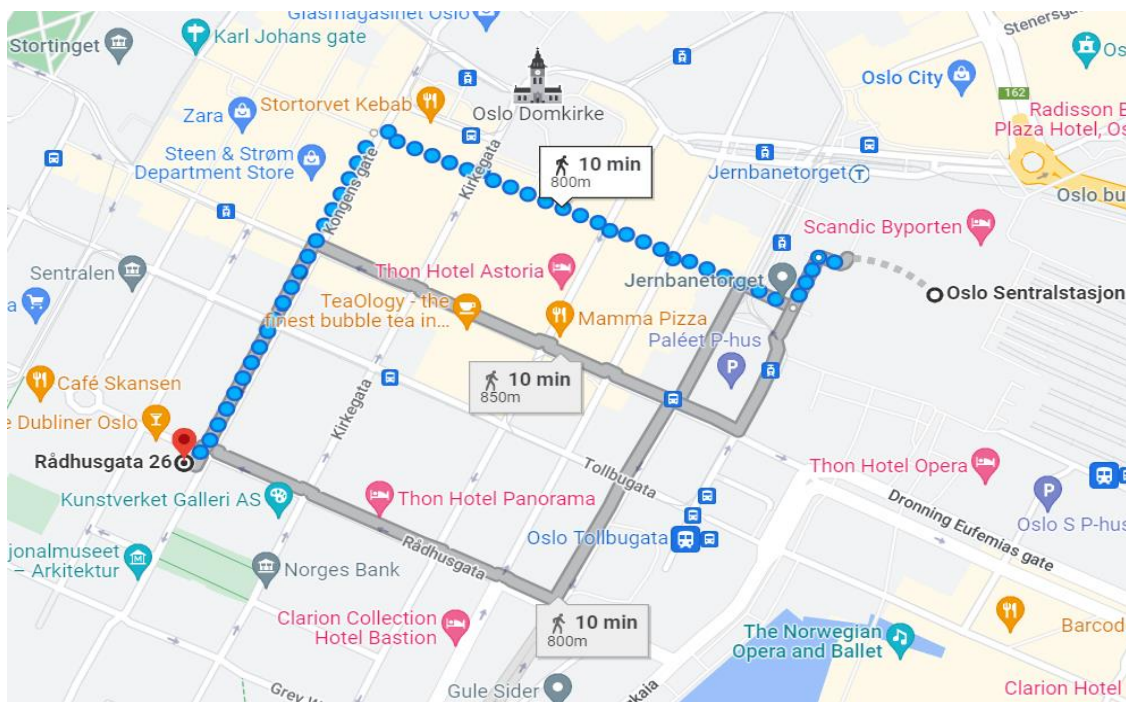 Glasmagasinet Oslo
Stenersg
Karl Johans gate
Stortinget
Os
Oslo City
162
Stortorvet Kebab
Oslo Domkirke
Zara
Radisson B
Plaza Hotel, Os
Steen & Strøm
Department Store
Kongens gate
Kirkegata
10 min
800m
Jernbanetorget
T
Oslo bu
Scandic Byporten
Sentralen
Thon Hotel Astoria
Jernbanetorget
Oslo Sentralstasjon
a
TeaOlogy - the
finest bubble tea in...
Mamma Pizza
Paléet P-hus
P
10 min
850m
Café Skansen
e Dubliner Oslo
Kirkegata
Rådhusgata 26
Tollbugata
Thon Hotel Opera
Kunstverket Galleri AS
Thon Hotel Panorama
P
Oslo S P-hus
Dronning Eufemias gate
Oslo Tollbugata
Rådhusgata
jonalmuseet
– Arkitektur
Norges Bank
Clarion Collection
Hotel Bastion
10 min
800m
The Norwegian
Opera and Ballet
Barcod
Grev W
Gule Sider
kaia
Clarion Hotel